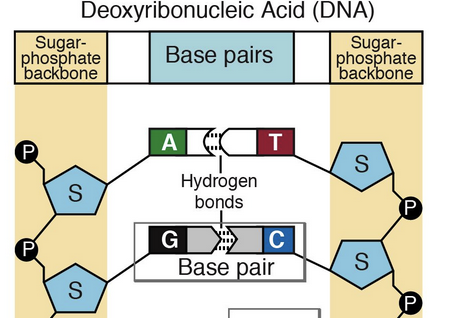 Deoxyribonucleic Acid (DNA)
Sugar-
phosphate
backbone
Base pairs
Sugar-
phosphate
backbone
A T
P
S
S
Hydrogen
bonds
P
P
G C
S
Base pair
S
P